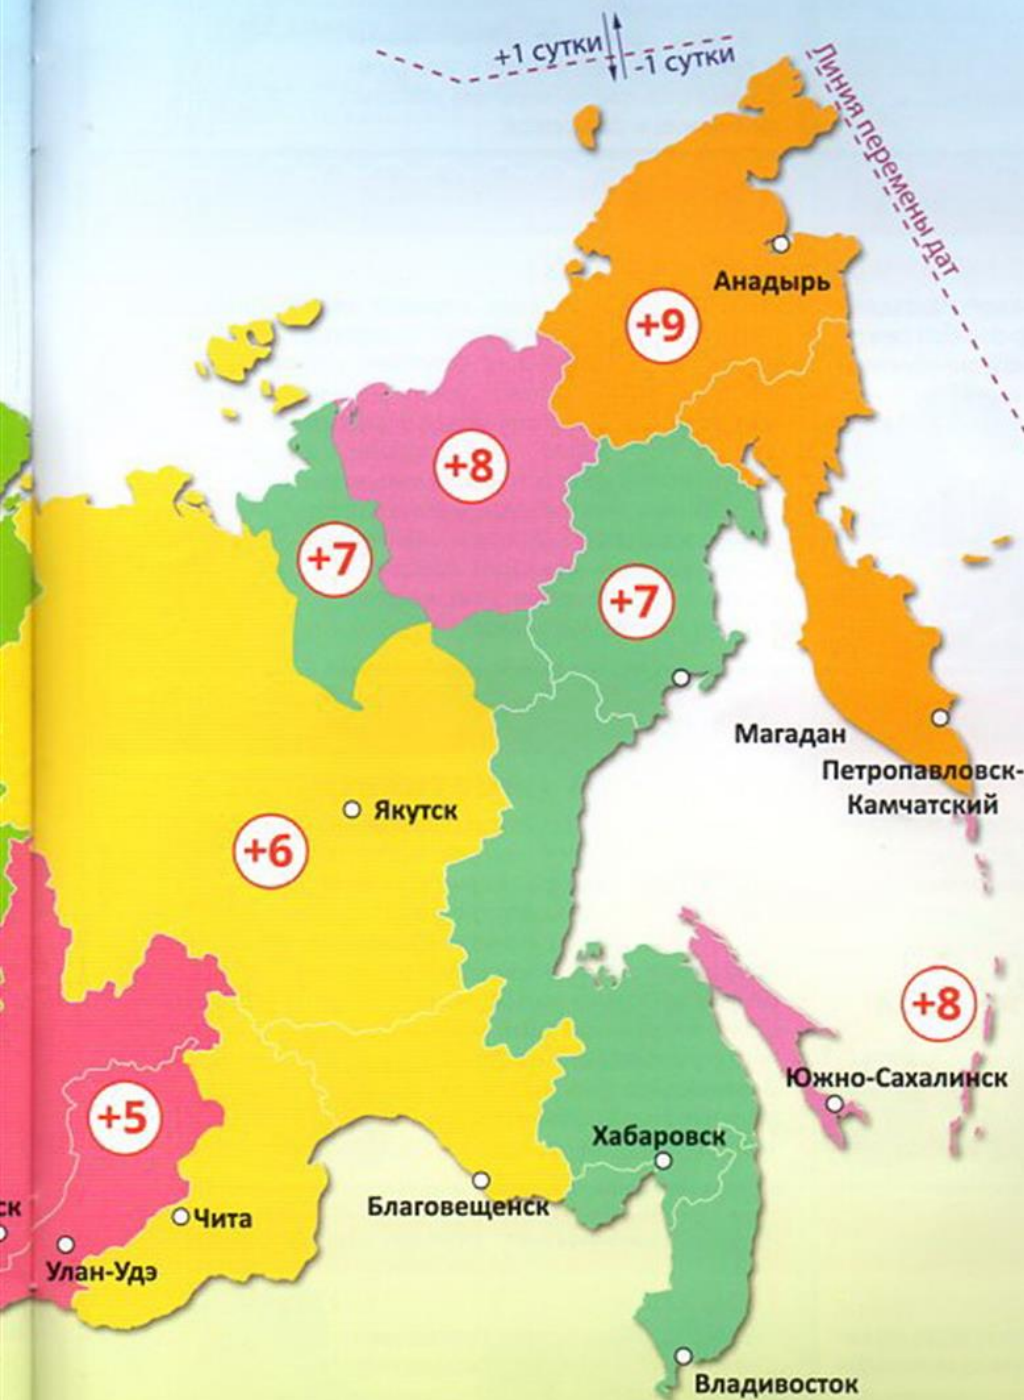 +1 сутки
-1 сутки
Линия перемены дат
Анадырь
+9
+8
+7
+7
Магадан
Петропавловск-
Камчатский
Якутск
+6
+8
Южно-Сахалинск
+5
Хабаровск
Благовещенск
ск
Чита
Улан-Удэ
Владивосток